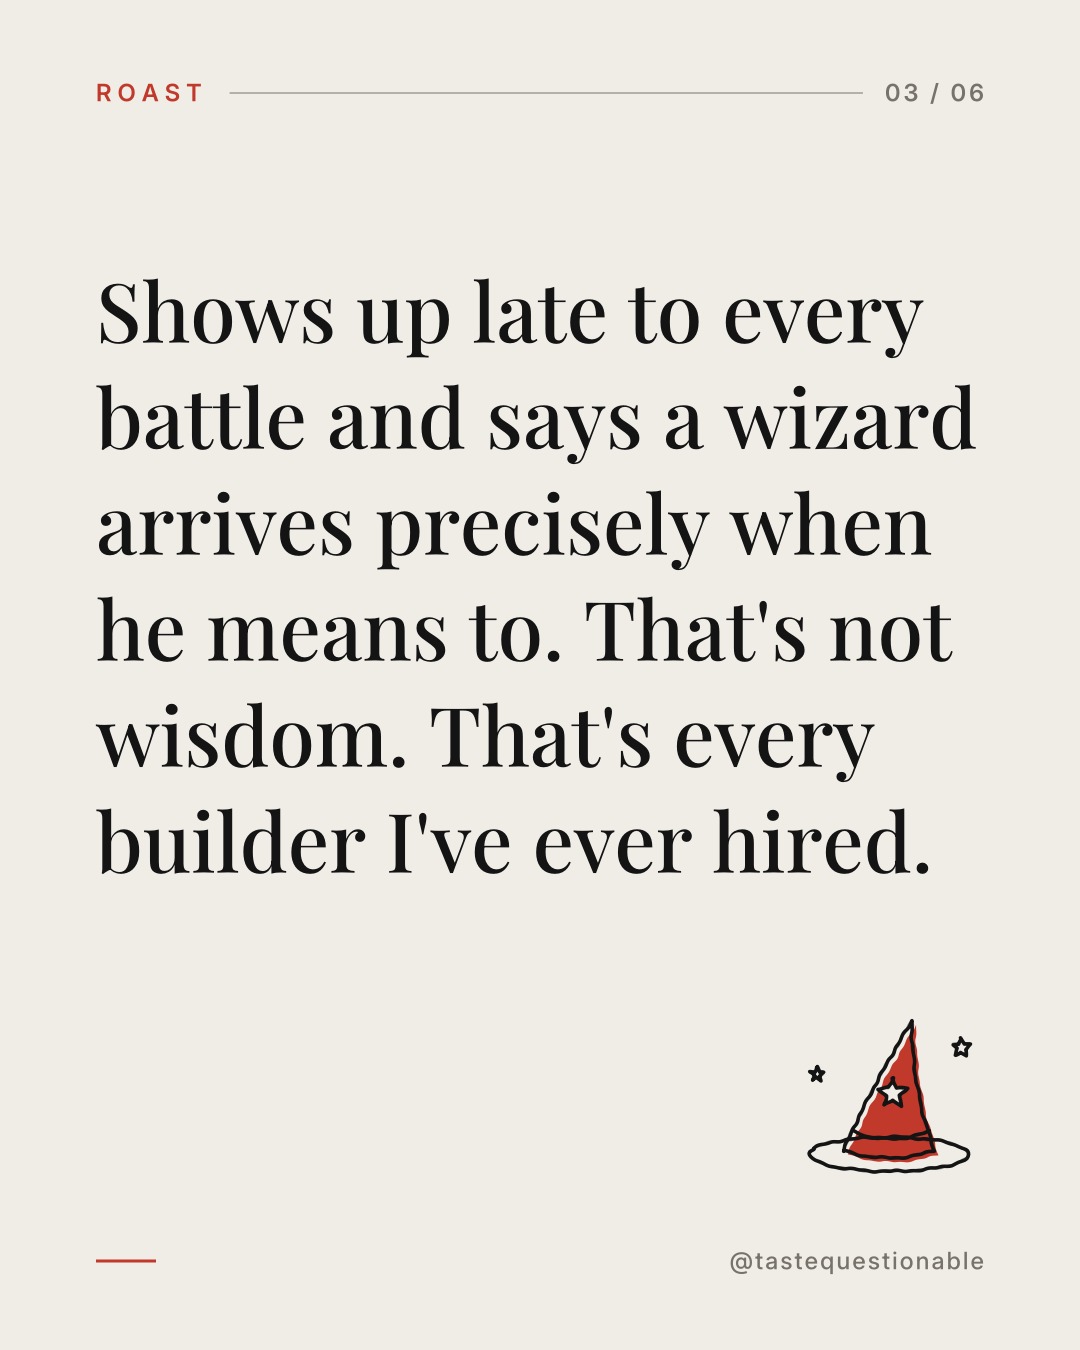 ROAST
03 / 06
Shows up late to every
battle and says a wizard
arrives precisely when
he means to. That's not
wisdom. That's every
builder I've ever hired.
@tastequestionable